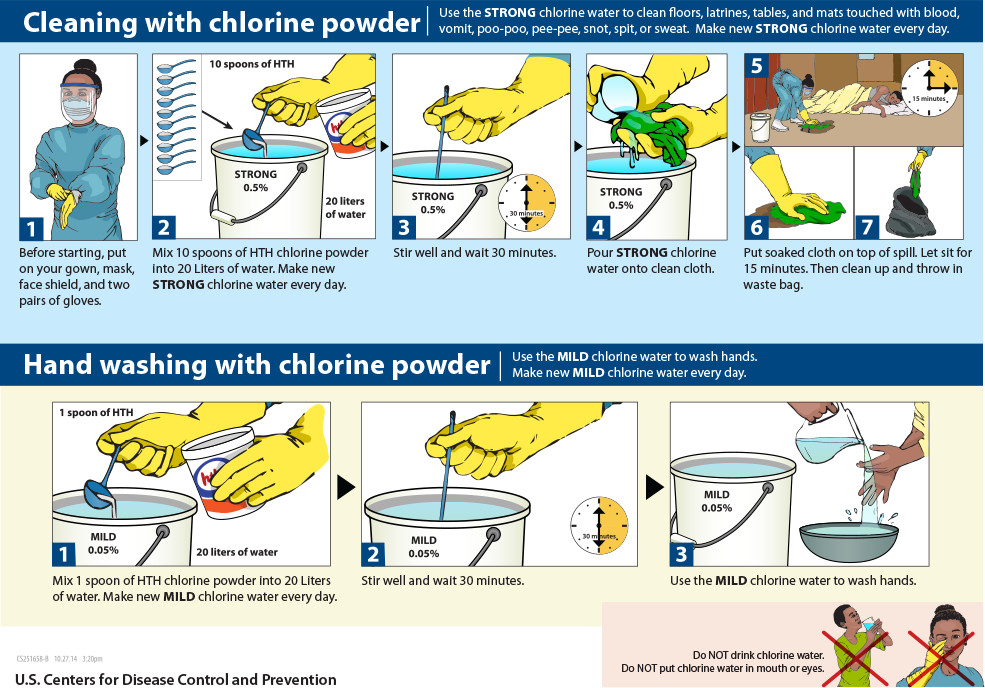 Cleaning with chlorine powder
Use the STRONG chlorine water to clean floors, latrines, tables, and mats touched with blood,
vomit, poo-poo, pee-pee, snot, spit, or sweat. Make new STRONG chlorine water every day.
1
Before starting, put
on your gown, mask,
face shield, and two
pairs of gloves.
10 spoons of HTH
STRONG
0.5%
20 liters
of water
2
Mix 10 spoons of HTH chlorine powder
into 20 Liters of water. Make new
STRONG chlorine water every day.
STRONG
0.5%
30 minutes
3
Stir well and wait 30 minutes.
STRONG
0.5%
4
Pour STRONG chlorine
water onto clean cloth.
5
15 minutes
6
7
Put soaked cloth on top of spill. Let sit for
15 minutes. Then clean up and throw in
waste bag.
Hand washing with chlorine powder
Use the MILD chlorine water to wash hands.
Make new MILD chlorine water every day.
1 spoon of HTH
MILD
0.05%
20 liters of water
1
Mix 1 spoon of HTH chlorine powder into 20 Liters
of water. Make new MILD chlorine water every day.
MILD
0.05%
30 minutes
2
Stir well and wait 30 minutes.
MILD
0.05%
3
Use the MILD chlorine water to wash hands.
Do NOT drink chlorine water.
Do NOT put chlorine water in mouth or eyes.
CS251658-B 10.27.14 3:20pm
U.S. Centers for Disease Control and Prevention